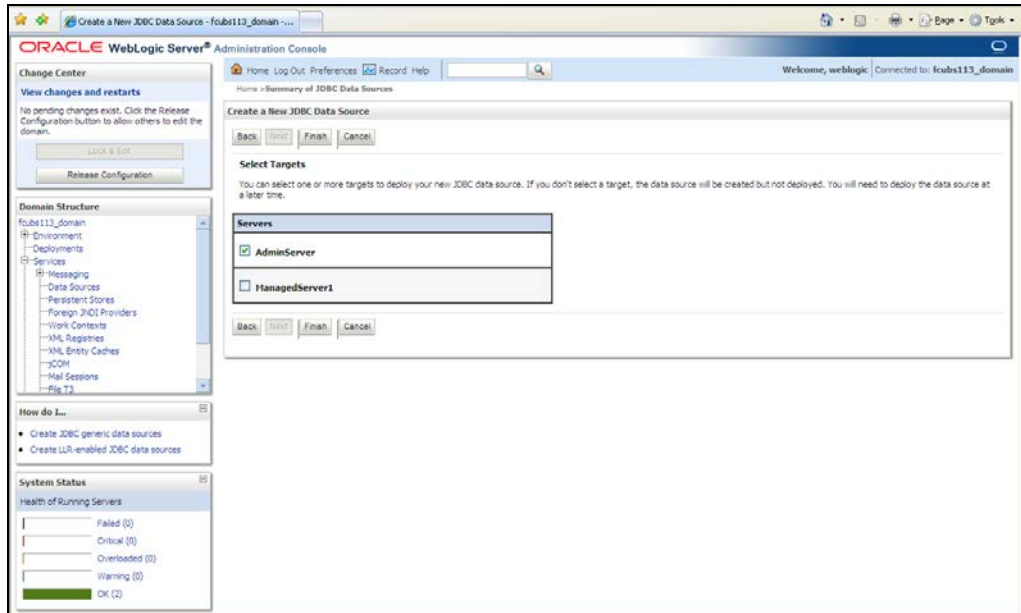 Create a New JDBC Data Source - fcubs113_domain -...
Page
Tools
ORACLE WebLogic Server® Administration Console
Change Center
View changes and restarts
No pending changes exist. Click the Release
Configuration button to allow others to edit the
domain.
Lock & Edit
Release Configuration
Domain Structure
fcubs113_domain
Environment
Deployments
Services
Messaging
Data Sources
Persistent Stores
Foreign JNDI Providers
Work Contexts
XML Registries
XML Entity Caches
jCOM
Mail Sessions
File T3
How do I...
Create JDBC generic data sources
Create LLR-enabled JDBC data sources
System Status
Health of Running Servers
Failed (0)
Critical (0)
Overloaded (0)
Warning (0)
OK (2)
Home Log Out Preferences Record Help
Welcome, weblogic Connected to: fcubs113_domain
Home >Summary of JDBC Data Sources
Create a New JDBC Data Source
Back Next Finish Cancel
Select Targets
You can select one or more targets to deploy your new JDBC data source. If you don't select a target, the data source will be created but not deployed. You will need to deploy the data source at
a later time.
Servers
AdminServer
ManagedServer1
Back Next Finish Cancel